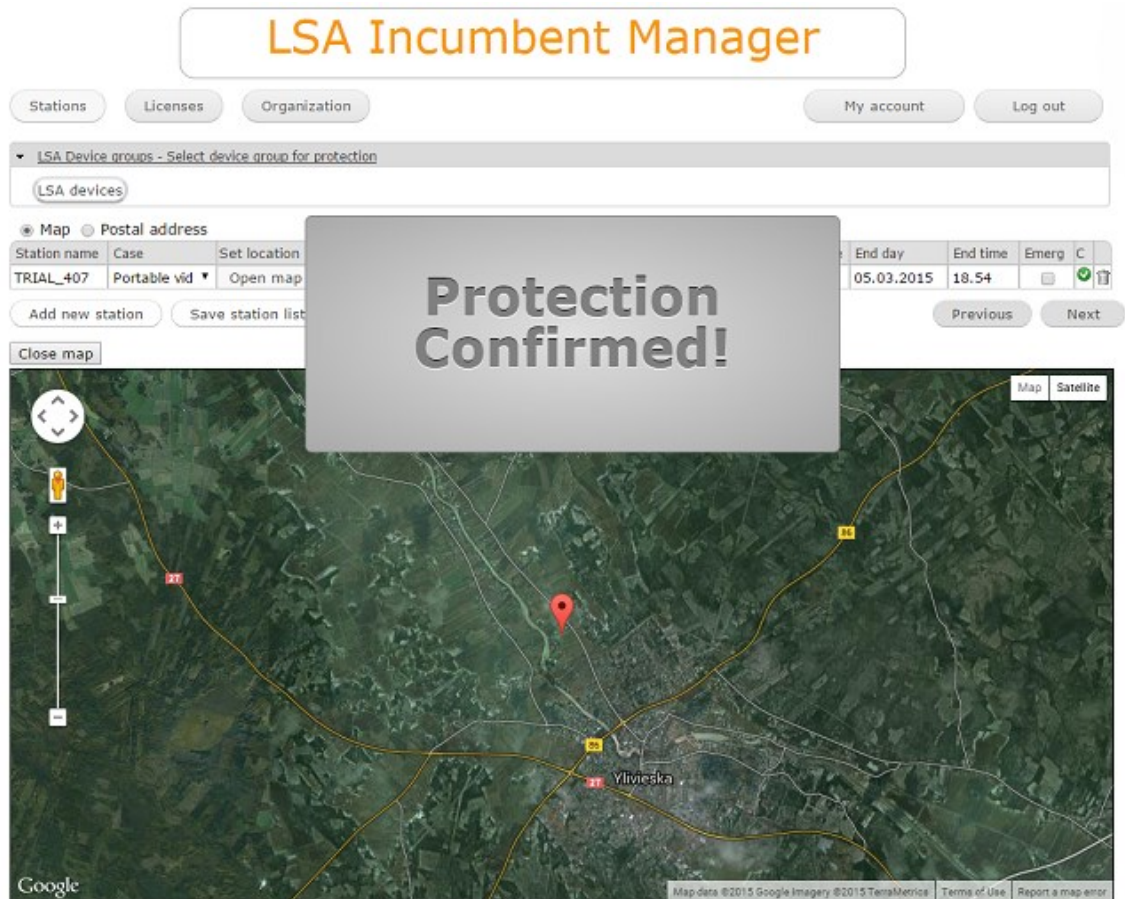 LSA Incumbent Manager
Stations Licenses Organization My account Log out
LSA Device groups - Select device group for protection
LSA devices
Map Postal address
Station name Case Set location End day End time Emerg C
TRIAL_407 Portable vid Open map 05.03.2015 18.54
Add new station Save station list Previous Next
Protection
Confirmed!
Close map
Map Satellite
86
27
86
27 Ylivieska
Google
Map data ©2015 Google Imagery ©2015 TerraMetrics Terms of Use Report a map error